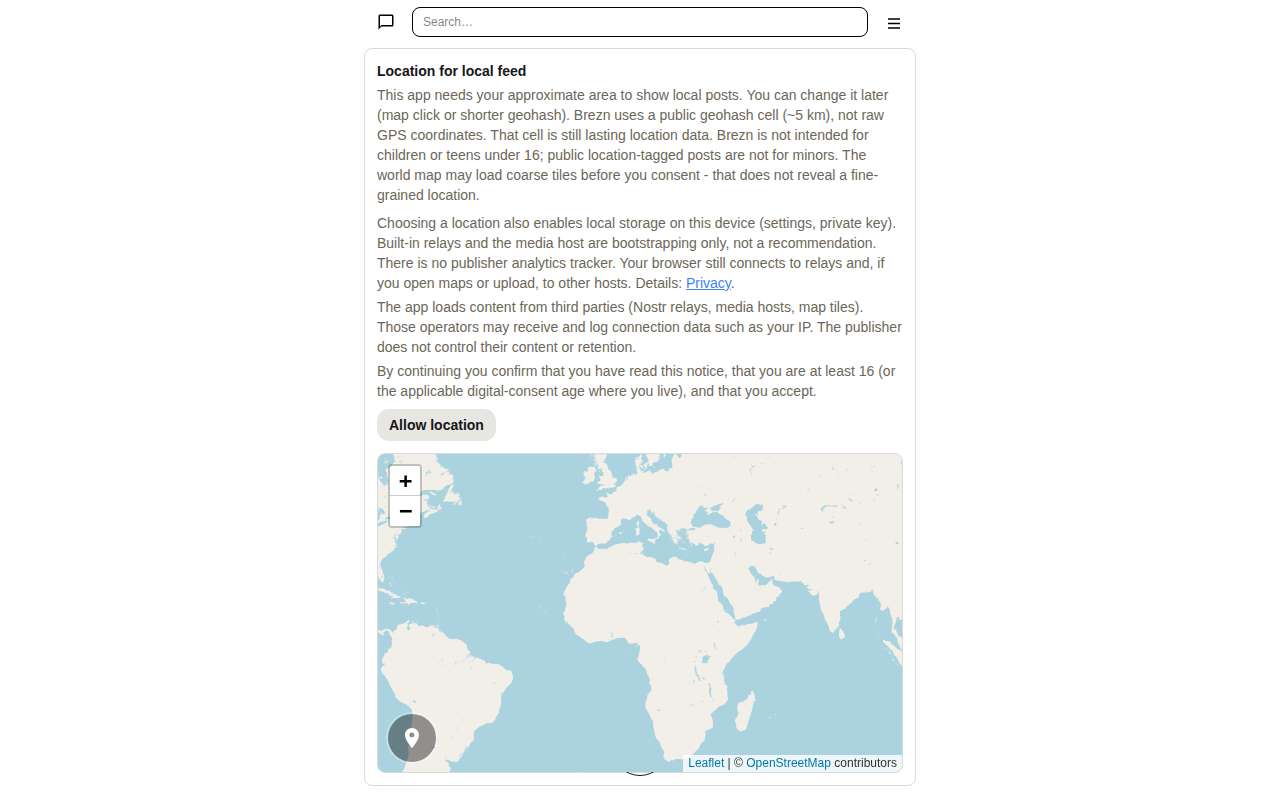 Search…
Location for local feed
This app needs your approximate area to show local posts. You can change it later
(map click or shorter geohash). Brezn uses a public geohash cell (~5 km), not raw
GPS coordinates. That cell is still lasting location data. Brezn is not intended for
children or teens under 16; public location-tagged posts are not for minors. The
world map may load coarse tiles before you consent - that does not reveal a fine-
grained location.
Choosing a location also enables local storage on this device (settings, private key).
Built-in relays and the media host are bootstrapping only, not a recommendation.
There is no publisher analytics tracker. Your browser still connects to relays and, if
you open maps or upload, to other hosts. Details: Privacy.
The app loads content from third parties (Nostr relays, media hosts, map tiles).
Those operators may receive and log connection data such as your IP. The publisher
does not control their content or retention.
By continuing you confirm that you have read this notice, that you are at least 16 (or
the applicable digital-consent age where you live), and that you accept.
Allow location
+
−
Leaflet | © OpenStreetMap contributors